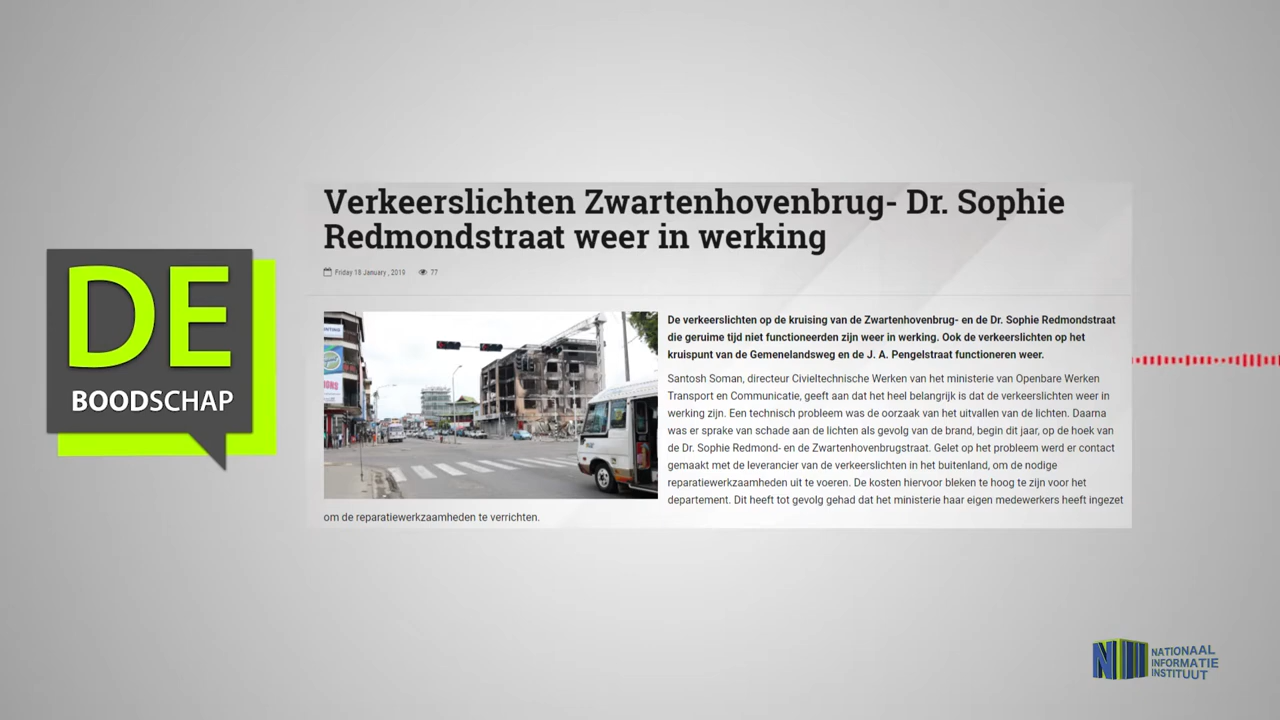 DE
BOODSCHAP
Verkeerslichten Zwartenhovenbrug- Dr. Sophie
Redmondstraat weer in werking
Friday 18 January , 2019 77
De verkeerslichten op de kruising van de Zwartenhovenbrug- en de Dr. Sophie Redmondstraat
die geruime tijd niet functioneerden zijn weer in werking. Ook de verkeerslichten op het
kruispunt van de Gemenelandsweg en de J. A. Pengelstraat functioneren weer.
Santosh Soman, directeur Civieltechnische Werken van het ministerie van Openbare Werken
Transport en Communicatie, geeft aan dat het heel belangrijk is dat de verkeerslichten weer in
werking zijn. Een technisch probleem was de oorzaak van het uitvallen van de lichten. Daarna
was er sprake van schade aan de lichten als gevolg van de brand, begin dit jaar, op de hoek van
de Dr. Sophie Redmond- en de Zwartenhovenbrugstraat. Gelet op het probleem werd er contact
gemaakt met de leverancier van de verkeerslichten in het buitenland, om de nodige
reparatiewerkzaamheden uit te voeren. De kosten hiervoor bleken te hoog te zijn voor het
departement. Dit heeft tot gevolg gehad dat het ministerie haar eigen medewerkers heeft ingezet
om de reparatiewerkzaamheden te verrichten.
NII
NATIONAAL
INFORMATIE
INSTITUUT